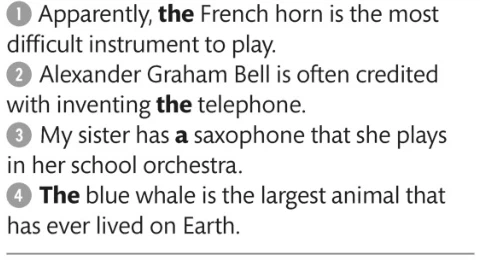 1 Apparently, the French horn is the most
difficult instrument to play.
2 Alexander Graham Bell is often credited
with inventing the telephone.
3 My sister has a saxophone that she plays
in her school orchestra.
4 The blue whale is the largest animal that
has ever lived on Earth.